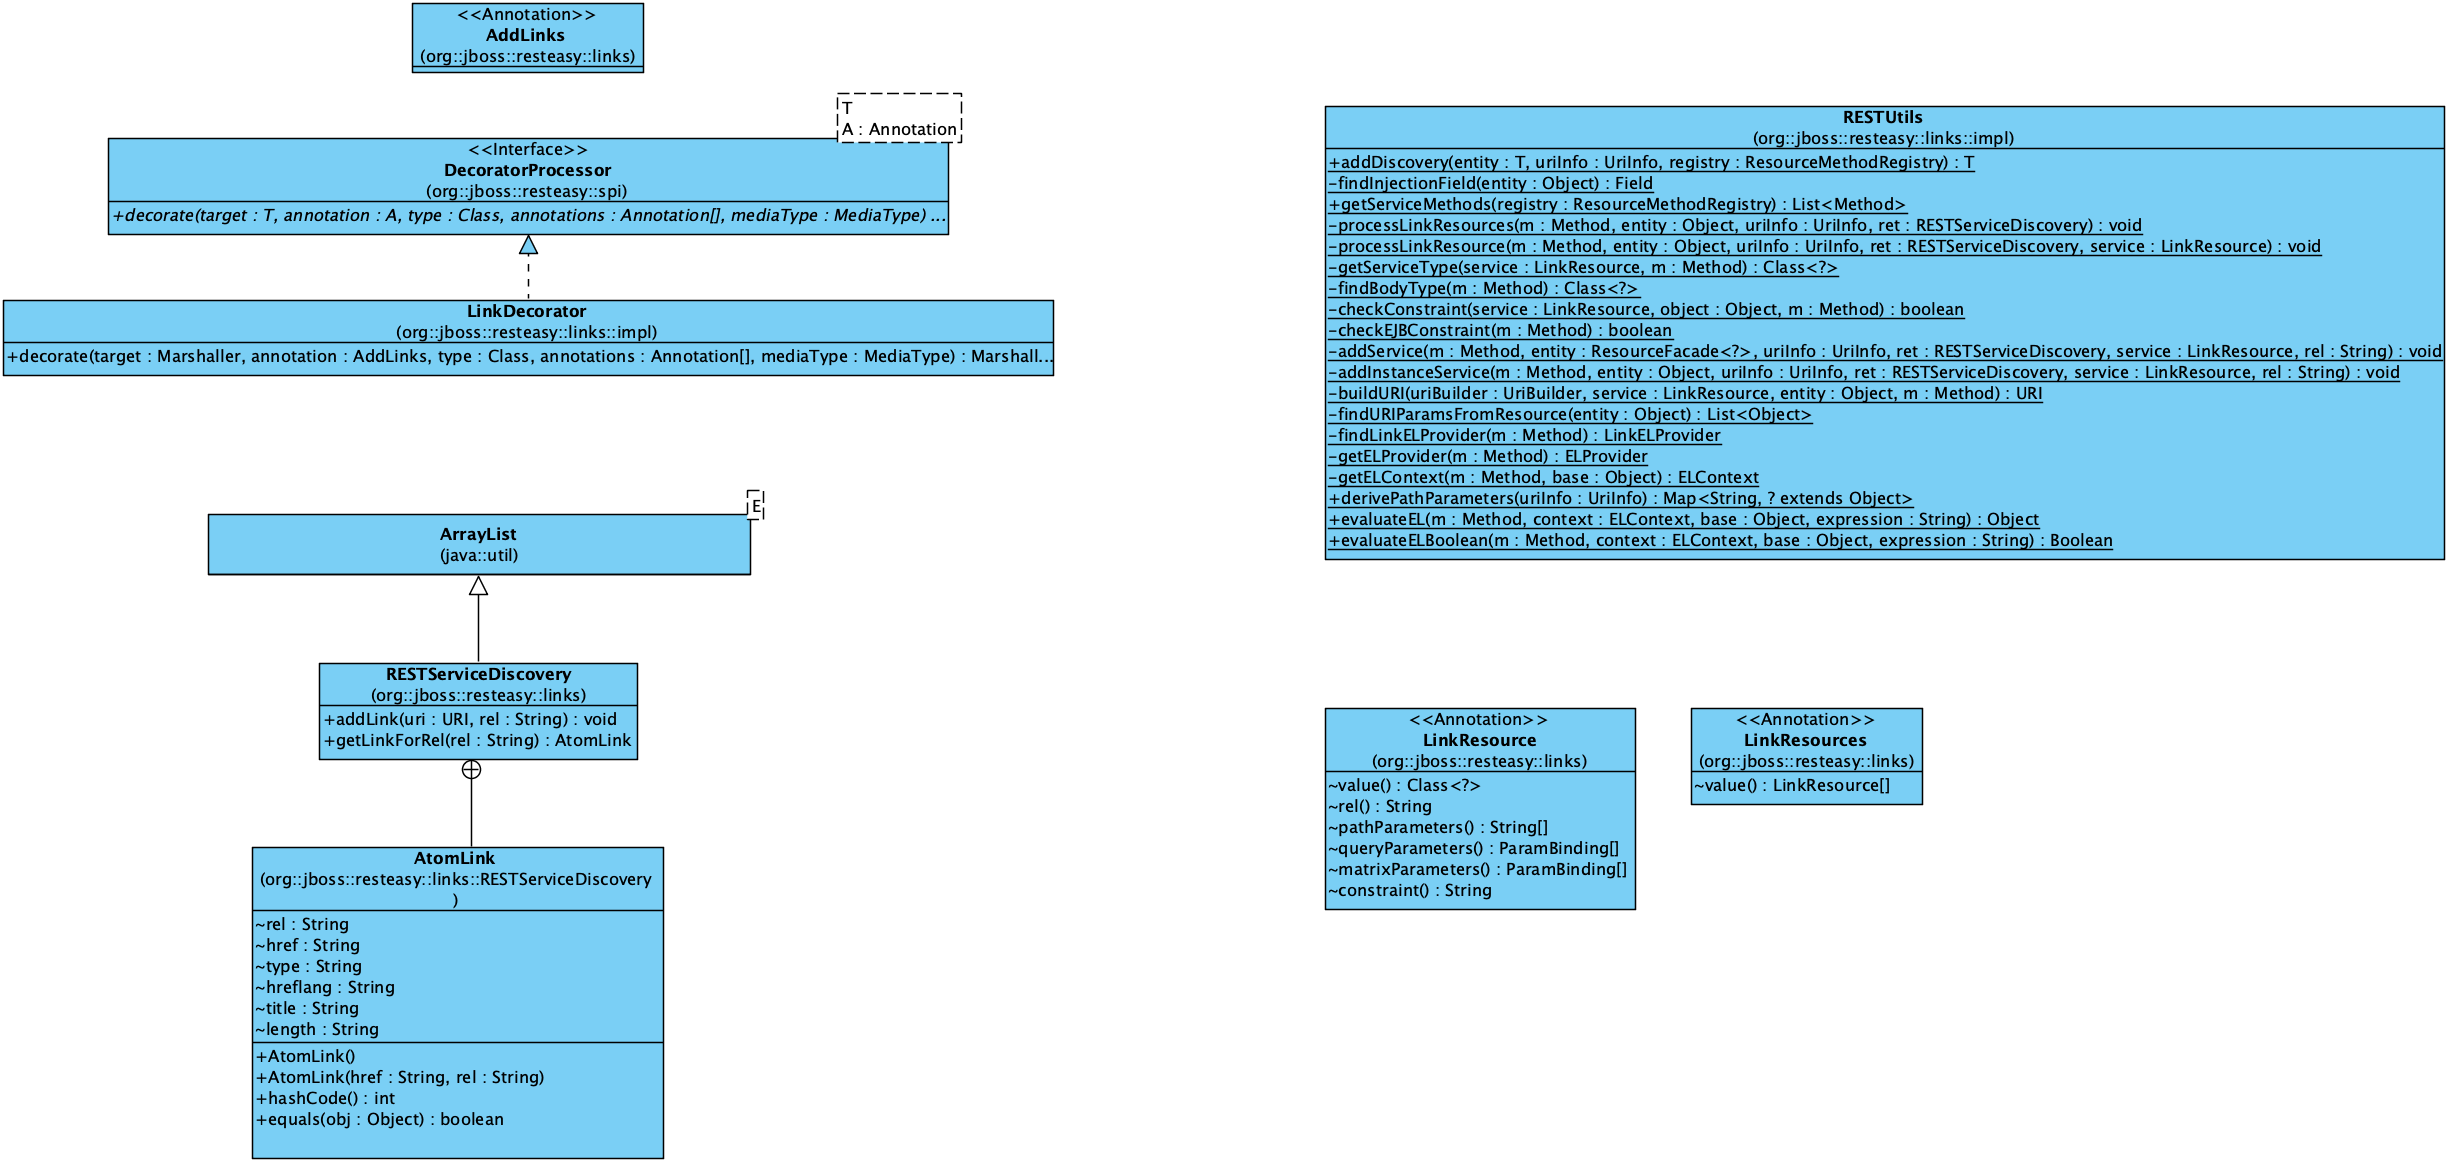 <<Annotation>>
AddLinks
(org::jboss::resteasy::links)
T
A : Annotation
<<Interface>>
DecoratorProcessor
(org::jboss::resteasy::spi)
+decorate(target : T, annotation : A, type : Class, annotations : Annotation[], mediaType : MediaType) ...
LinkDecorator
(org::jboss::resteasy::links::impl)
+decorate(target : Marshaller, annotation : AddLinks, type : Class, annotations : Annotation[], mediaType : MediaType) : Marshall...
E
ArrayList
(java::util)
RESTServiceDiscovery
(org::jboss::resteasy::links)
+addLink(uri : URI, rel : String) : void
+getLinkForRel(rel : String) : AtomLink
AtomLink
(org::jboss::resteasy::links::RESTServiceDiscovery
)
~rel : String
~href : String
~type : String
~hreflang : String
~title : String
~length : String
+AtomLink()
+AtomLink(href : String, rel : String)
+hashCode() : int
+equals(obj : Object) : boolean
RESTUtils
(org::jboss::resteasy::links::impl)
+addDiscovery(entity : T, uriInfo : UriInfo, registry : ResourceMethodRegistry) : T
-findInjectionField(entity : Object) : Field
+getServiceMethods(registry : ResourceMethodRegistry) : List<Method>
-processLinkResources(m : Method, entity : Object, uriInfo : UriInfo, ret : RESTServiceDiscovery) : void
-processLinkResource(m : Method, entity : Object, uriInfo : UriInfo, ret : RESTServiceDiscovery, service : LinkResource) : void
-getServiceType(service : LinkResource, m : Method) : Class<?>
-findBodyType(m : Method) : Class<?>
-checkConstraint(service : LinkResource, object : Object, m : Method) : boolean
-checkEJBConstraint(m : Method) : boolean
-addService(m : Method, entity : ResourceFacade<?>, uriInfo : UriInfo, ret : RESTServiceDiscovery, service : LinkResource, rel : String) : void
-addInstanceService(m : Method, entity : Object, uriInfo : UriInfo, ret : RESTServiceDiscovery, service : LinkResource, rel : String) : void
-buildURI(uriBuilder : UriBuilder, service : LinkResource, entity : Object, m : Method) : URI
-findURIParamsFromResource(entity : Object) : List<Object>
-findLinkELProvider(m : Method) : LinkELProvider
-getELProvider(m : Method) : ELProvider
-getELContext(m : Method, base : Object) : ELContext
+derivePathParameters(uriInfo : UriInfo) : Map<String, ? extends Object>
+evaluateEL(m : Method, context : ELContext, base : Object, expression : String) : Object
+evaluateELBoolean(m : Method, context : ELContext, base : Object, expression : String) : Boolean
<<Annotation>>
LinkResource
(org::jboss::resteasy::links)
~value() : Class<?>
~rel() : String
~pathParameters() : String[]
~queryParameters() : ParamBinding[]
~matrixParameters() : ParamBinding[]
~constraint() : String
<<Annotation>>
LinkResources
(org::jboss::resteasy::links)
~value() : LinkResource[]